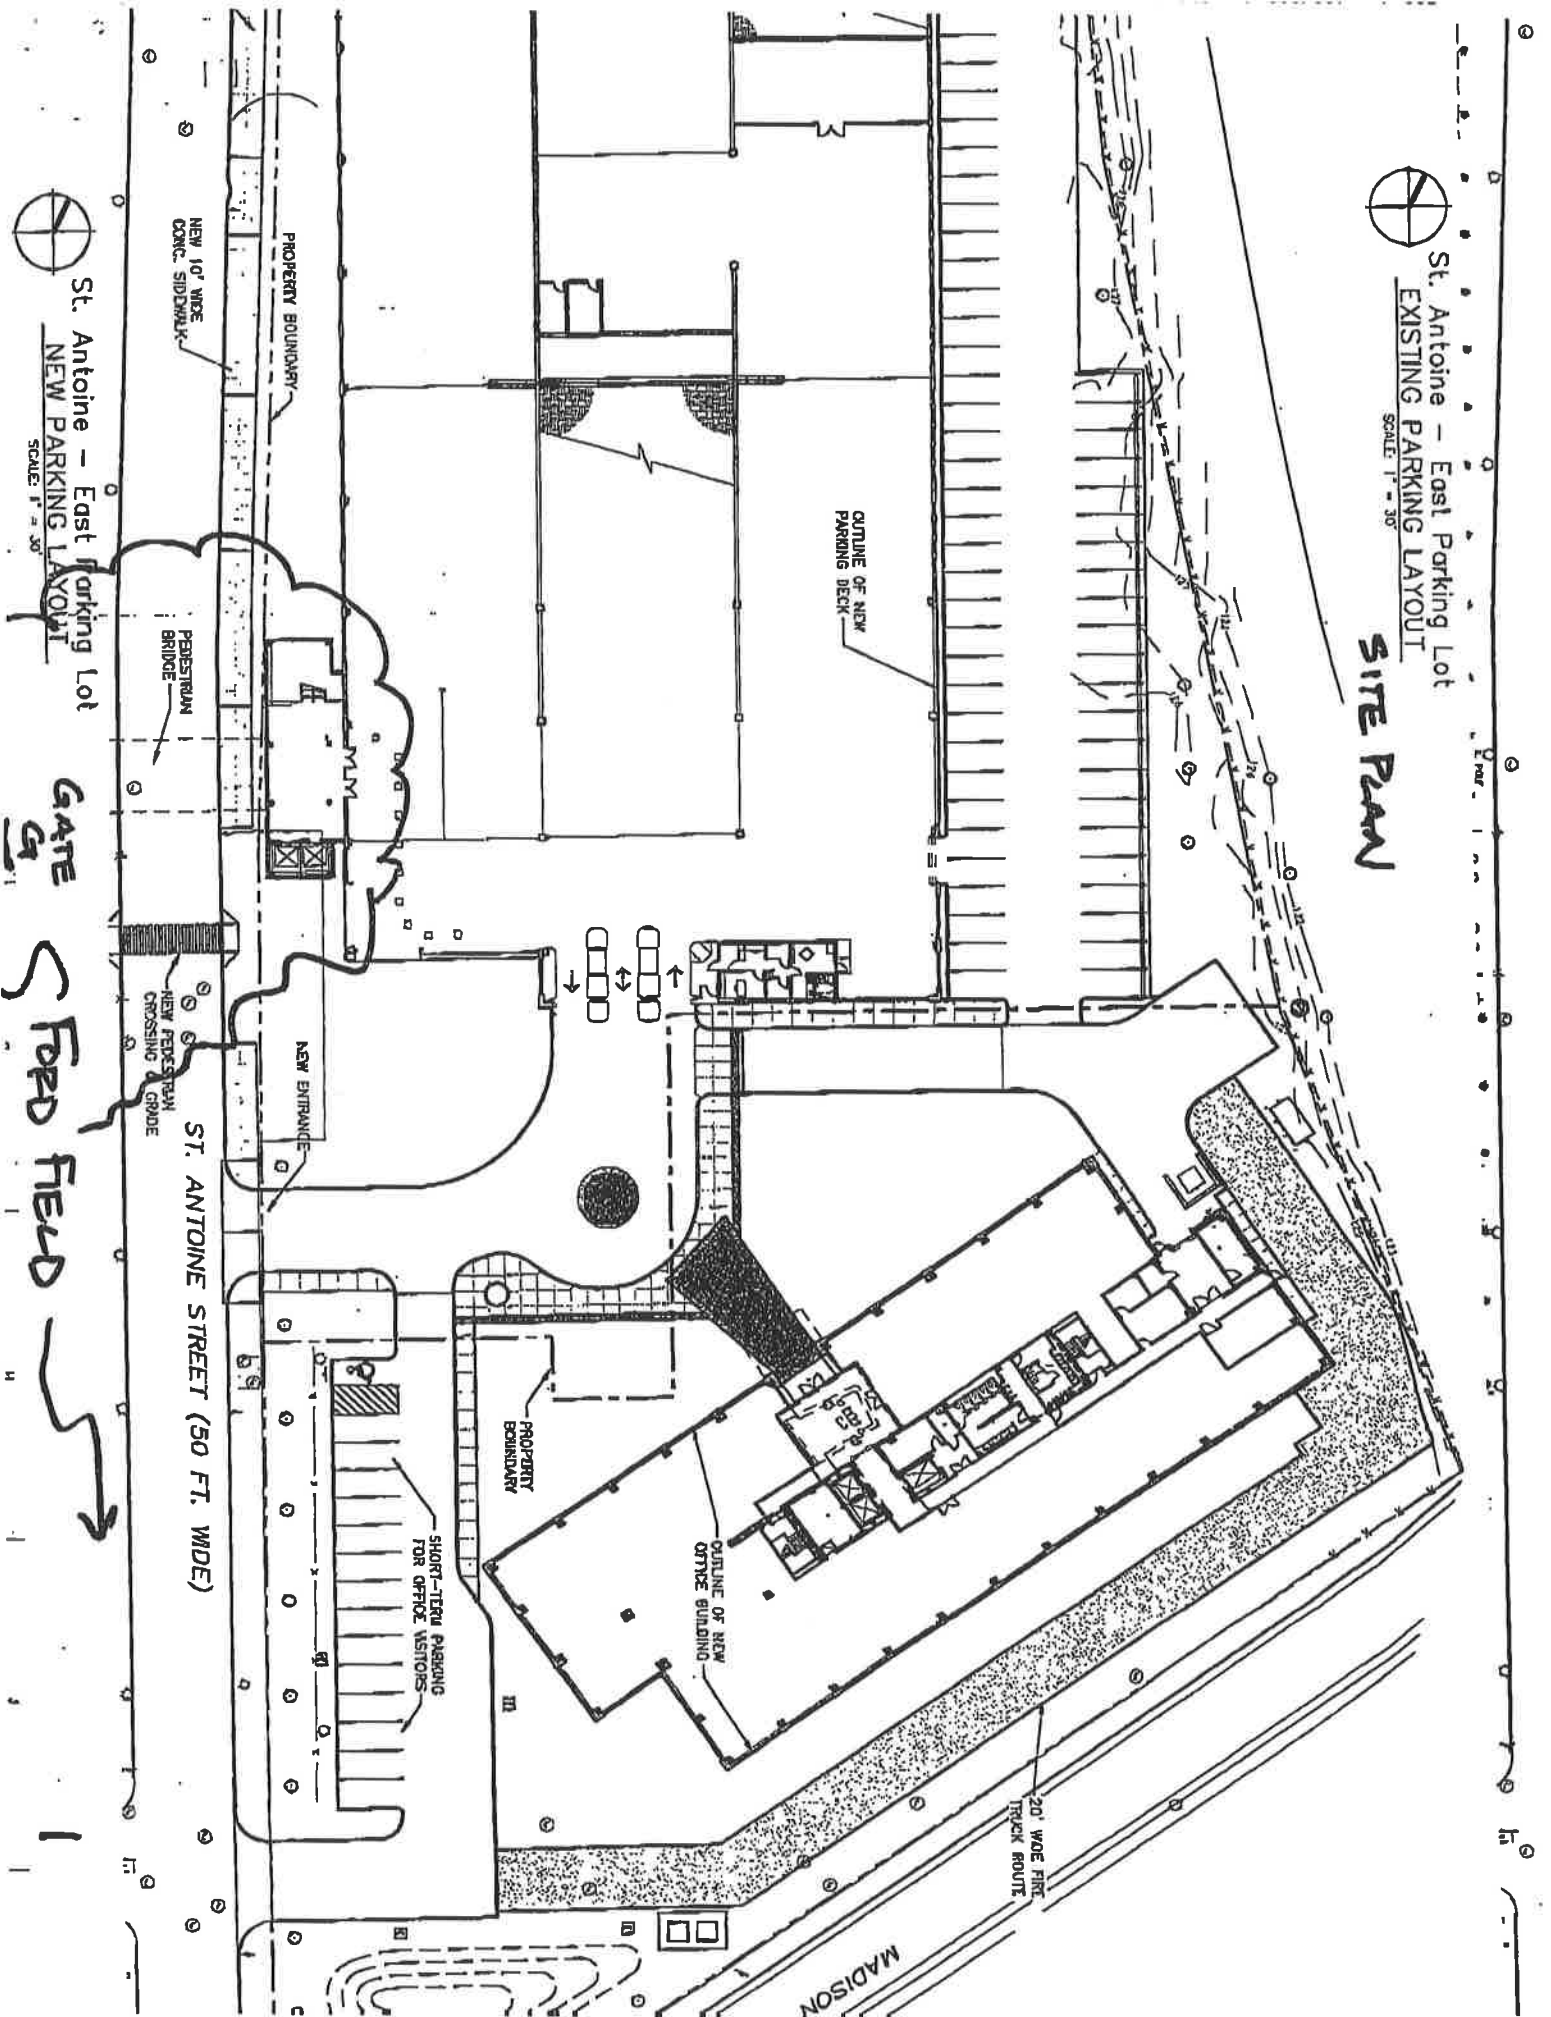 St. Antoine - East Parking Lot
EXISTING PARKING LAYOUT
SCALE: 1" = 30'
SITE PLAN
E POLE
OUTLINE OF NEW
PARKING DECK
PROPERTY BOUNDARY
NEW 10' WIDE
CONC. SIDEWALK
St. Antoine - East Parking Lot
NEW PARKING LAYOUT
SCALE: 1" = 30'
PEDESTRIAN
BRIDGE
GATE
G
FORD FIELD
NEW PEDESTRIAN
CROSSING @ GRADE
NEW ENTRANCE
ST. ANTOINE STREET (50 FT. WIDE)
PROPERTY
BOUNDARY
SHORT-TERM PARKING
FOR OFFICE VISITORS
OUTLINE OF NEW
OFFICE BUILDING
20' WIDE FIRE
TRUCK ROUTE
MADISON